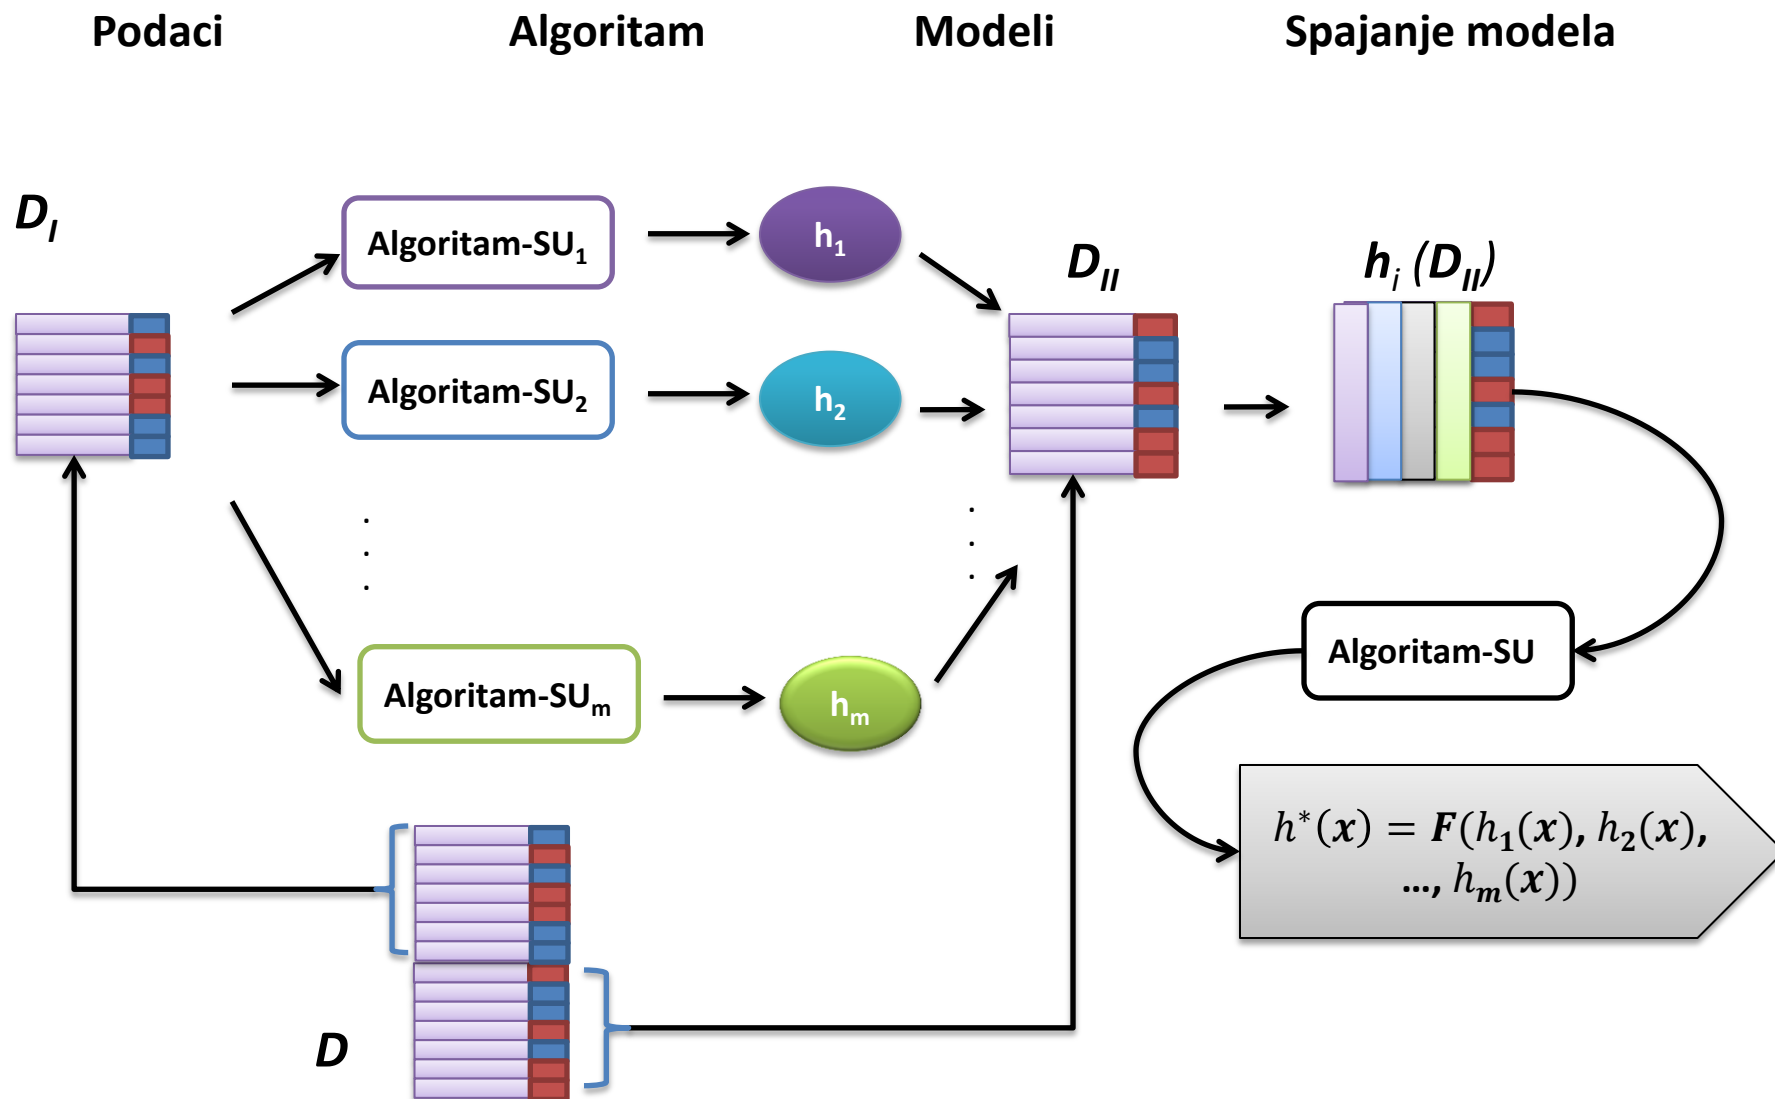 Podaci Algoritam Modeli Spajanje modela
D_I
Algoritam-SU_1
h_1
D_II
h_i (D_II)
Algoritam-SU_2
h_2
.
.
.
.
.
.
Algoritam-SU_m
h_m
Algoritam-SU
h*(x) = F(h_1(x), h_2(x),
..., h_m(x))
D